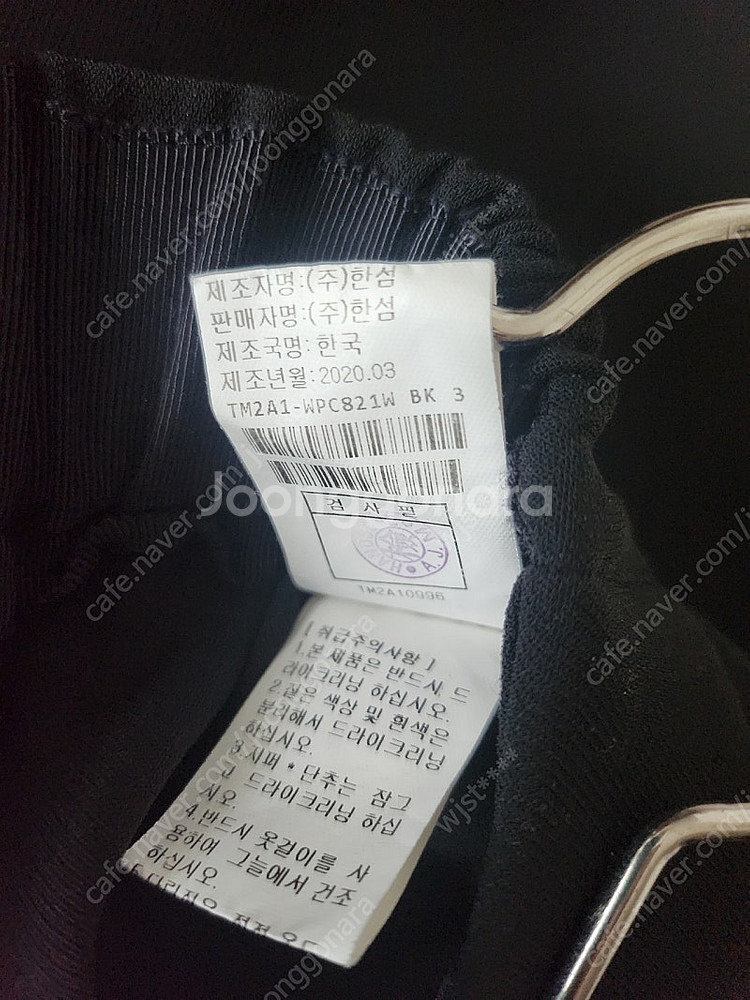 제조자명:(주)한섬
판매자명:(주)한섬
제조국명:한국
제조년월:2020.03
TM2A1-WPC821W BK 3
검 사 필
A.J.
TM2A10996
[ 취급주의사항 ]
1.본 제품은 반드시 드
라이크리닝 하십시오.
2.짙은 색상 및 흰색은
분리해서 드라이크리닝
하십시오.
3.지퍼*단추는 잠그
고 드라이크리닝 하십
시오.
4.반드시 옷걸이를 사
용하여 그늘에서 건조
하십시오.
Joonggonara
cafe.naver.com/joonggonara
wjst****